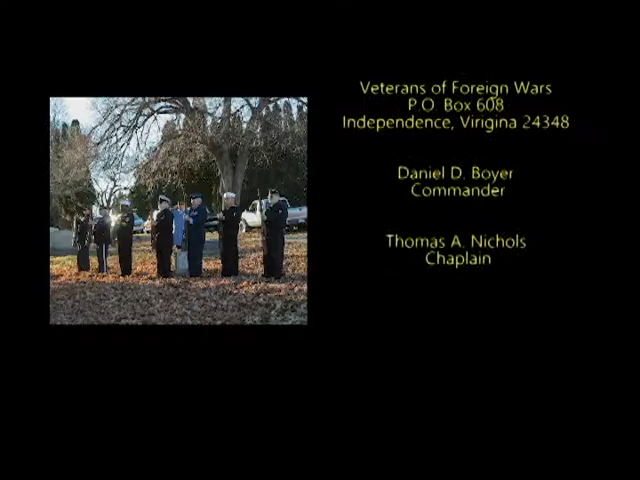 Veterans of Foreign Wars
P.O. Box 608
Independence, Virigina 24348
Daniel D. Boyer
Commander
Thomas A. Nichols
Chaplain